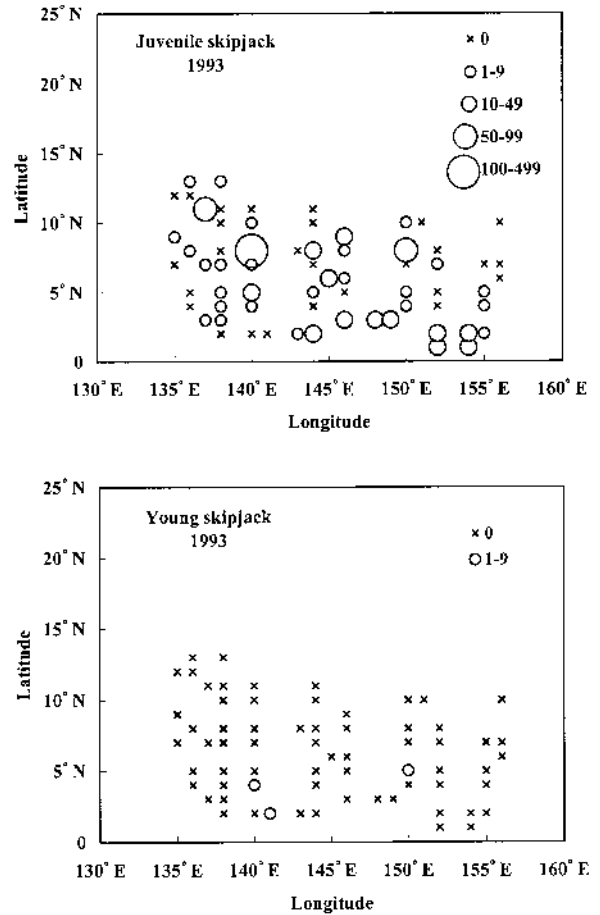 25° N
Juvenile skipjack
1993
× 0
1-9
20° N
10-49
50-99
15° N
100-499
Latitude
10° N
5° N
0
130° E 135° E 140° E 145° E 150° E 155° E 160° E
Longitude
25° N
Young skipjack
1993
× 0
1-9
20° N
15° N
Latitude
10° N
5° N
0
130° E 135° E 140° E 145° E 150° E 155° E 160° E
Longitude